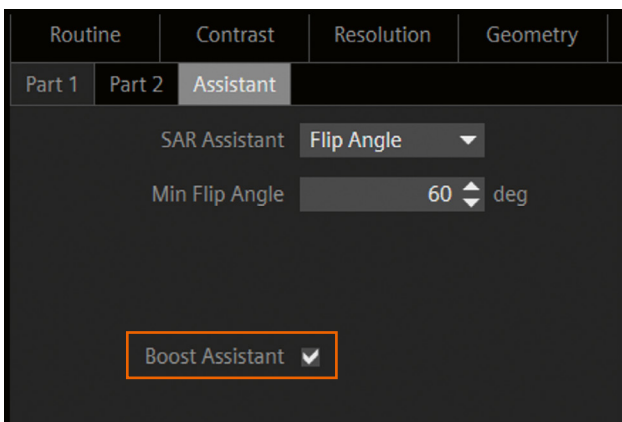 Routine Contrast Resolution Geometry
Part 1 Part 2 Assistant
SAR Assistant Flip Angle
Min Flip Angle 60 deg
Boost Assistant